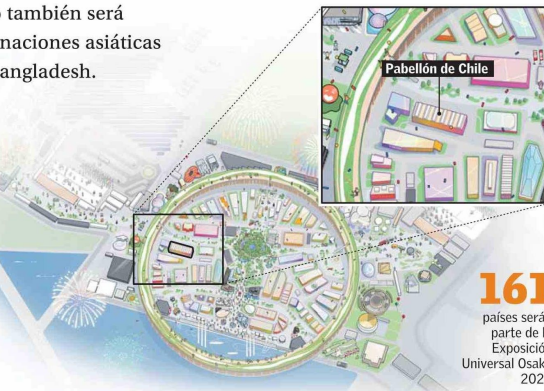 también será
naciones asiáticas
angladesh.
Pabellón de Chile
161
países será
parte de l
Exposició
Universal Osak
202